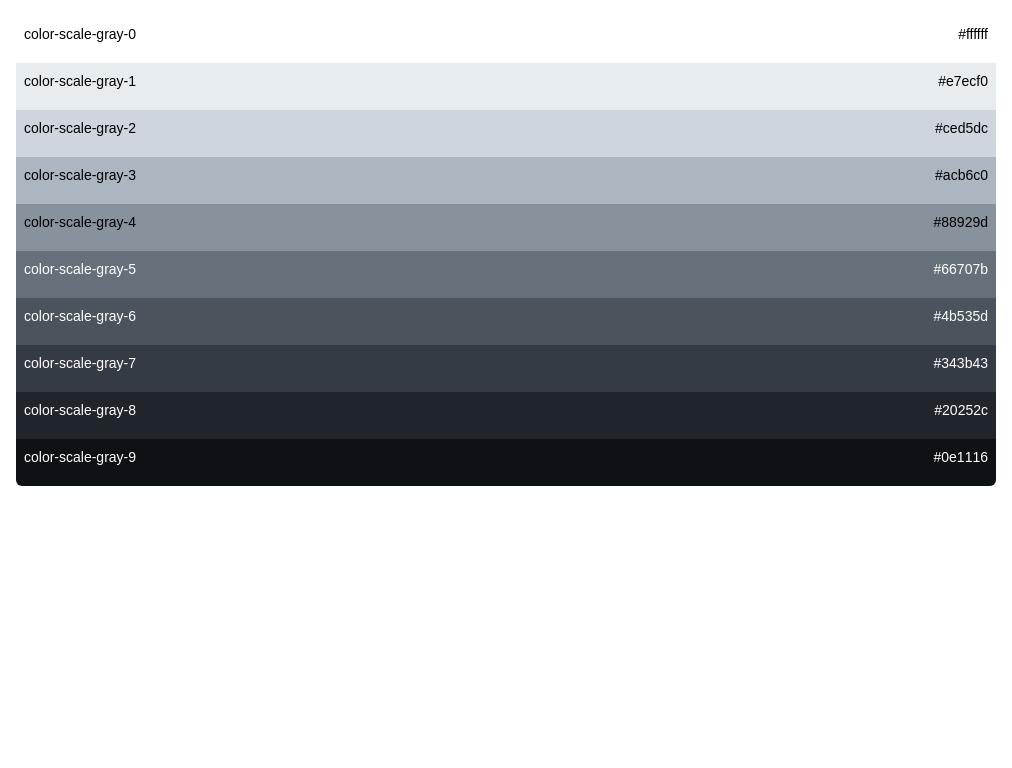 color-scale-gray-0 #ffffff
color-scale-gray-1 #e7ecf0
color-scale-gray-2 #ced5dc
color-scale-gray-3 #acb6c0
color-scale-gray-4 #88929d
color-scale-gray-5 #66707b
color-scale-gray-6 #4b535d
color-scale-gray-7 #343b43
color-scale-gray-8 #20252c
color-scale-gray-9 #0e1116